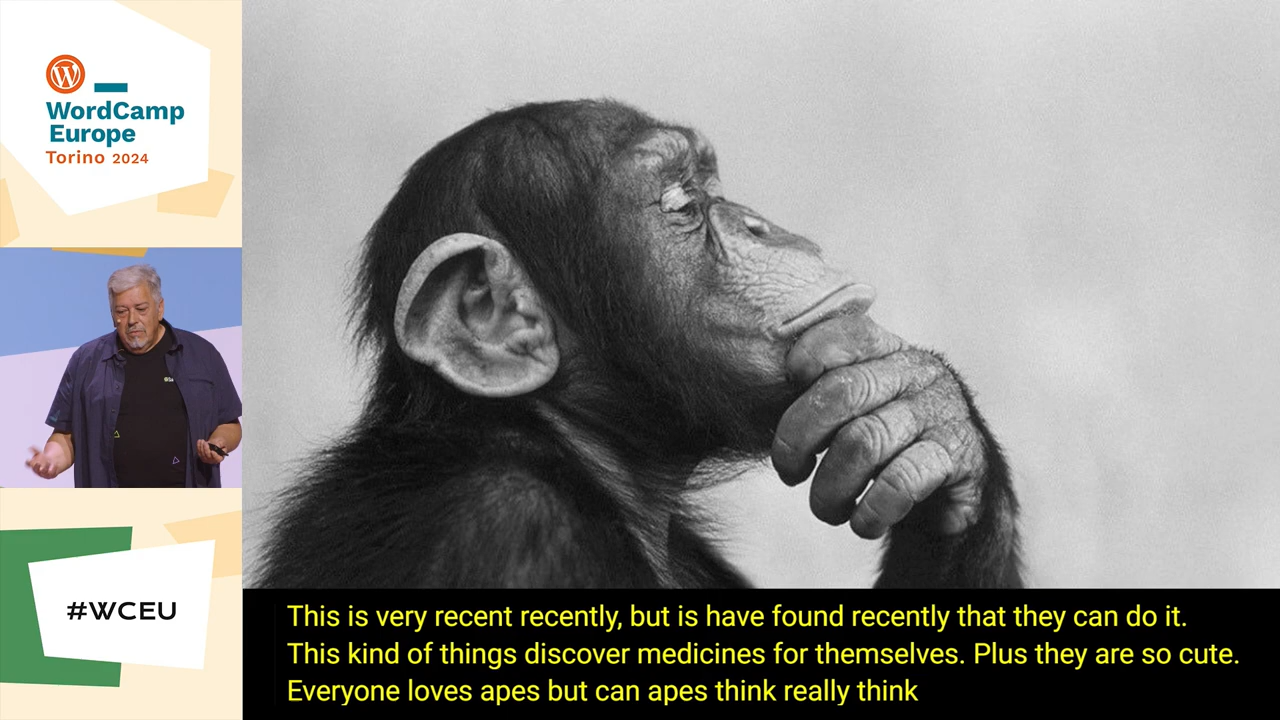 WordCamp
Europe
Torino 2024
#WCEU
This is very recent recently, but is have found recently that they can do it.
This kind of things discover medicines for themselves. Plus they are so cute.
Everyone loves apes but can apes think really think